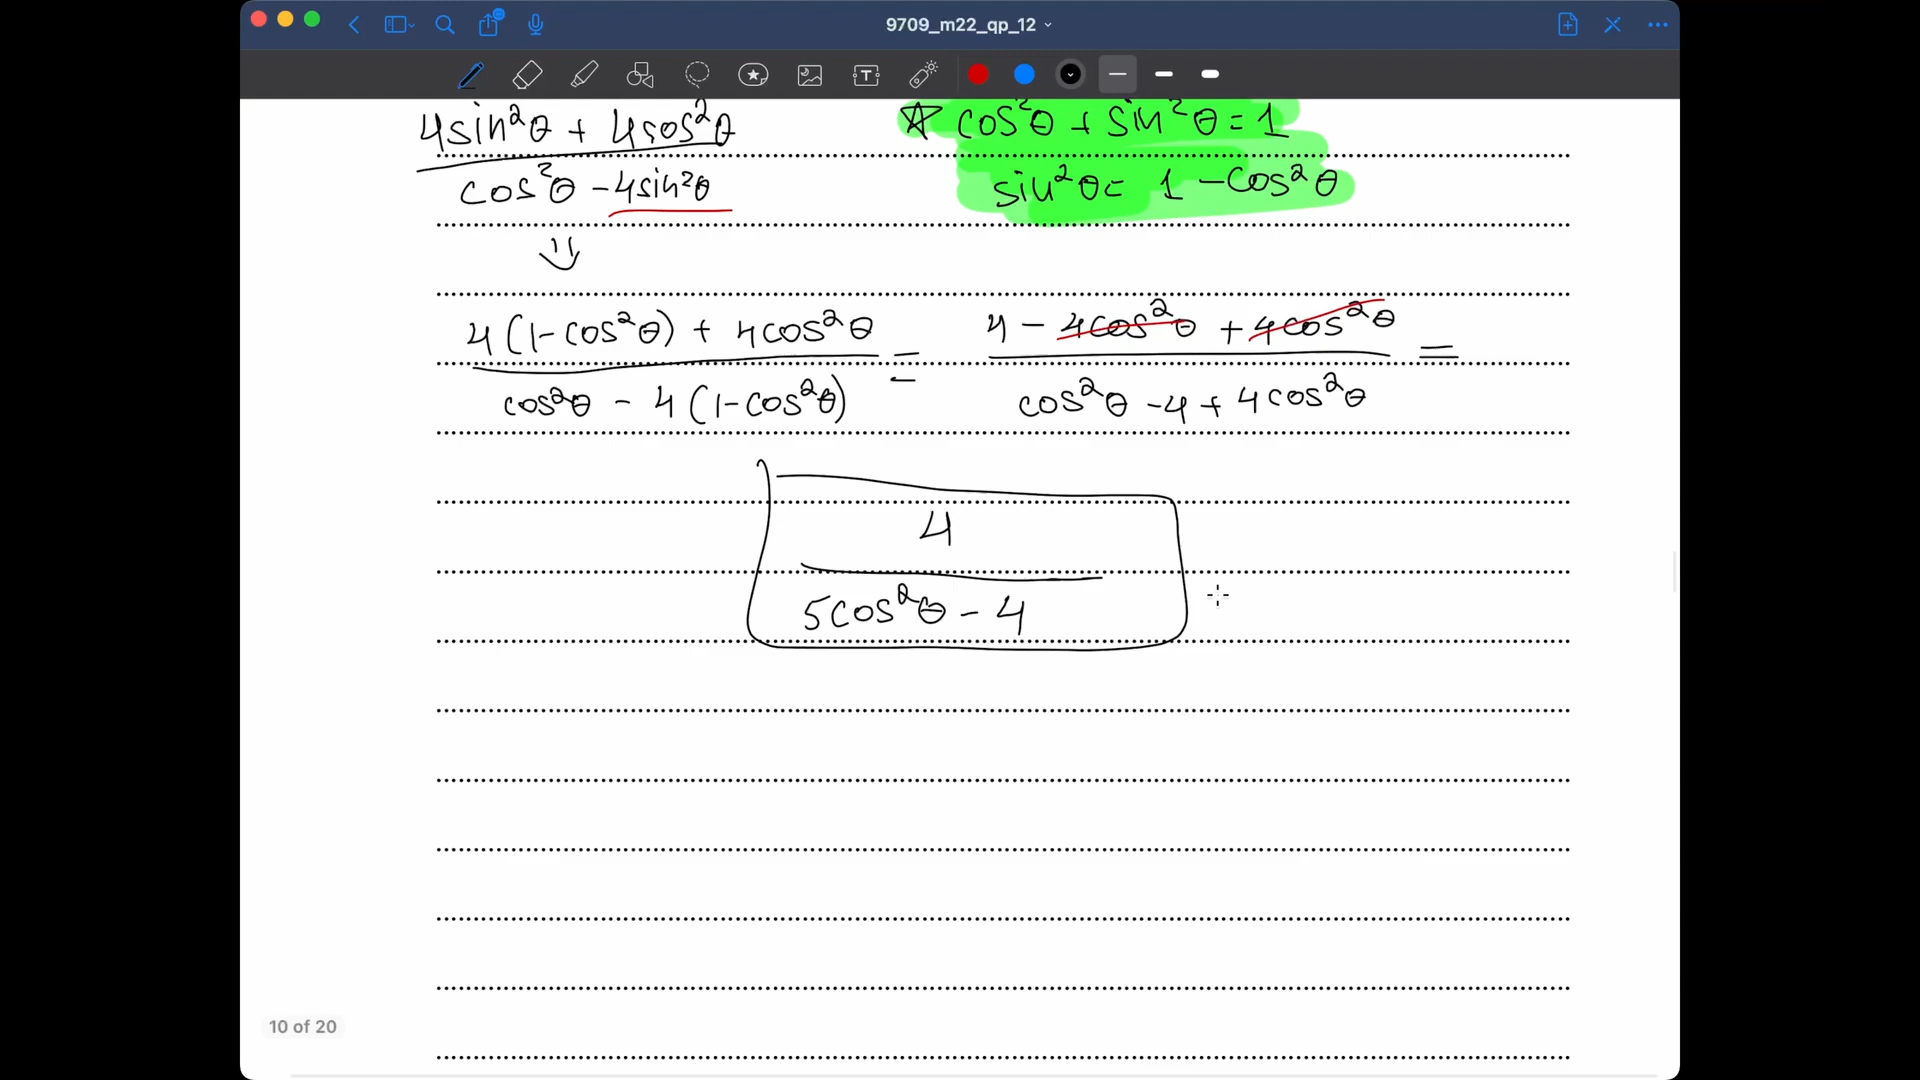 9709_m22_qp_12
4sin²θ + 4cos²θ
cos²θ - 4sin²θ
cos²θ + sin²θ = 1
sin²θ = 1 - cos²θ
4(1-cos²θ) + 4cos²θ
cos²θ - 4(1-cos²θ)
=
4 - 4cos²θ + 4cos²θ
cos²θ - 4 + 4cos²θ
=
4
5cos²θ - 4
10 of 20